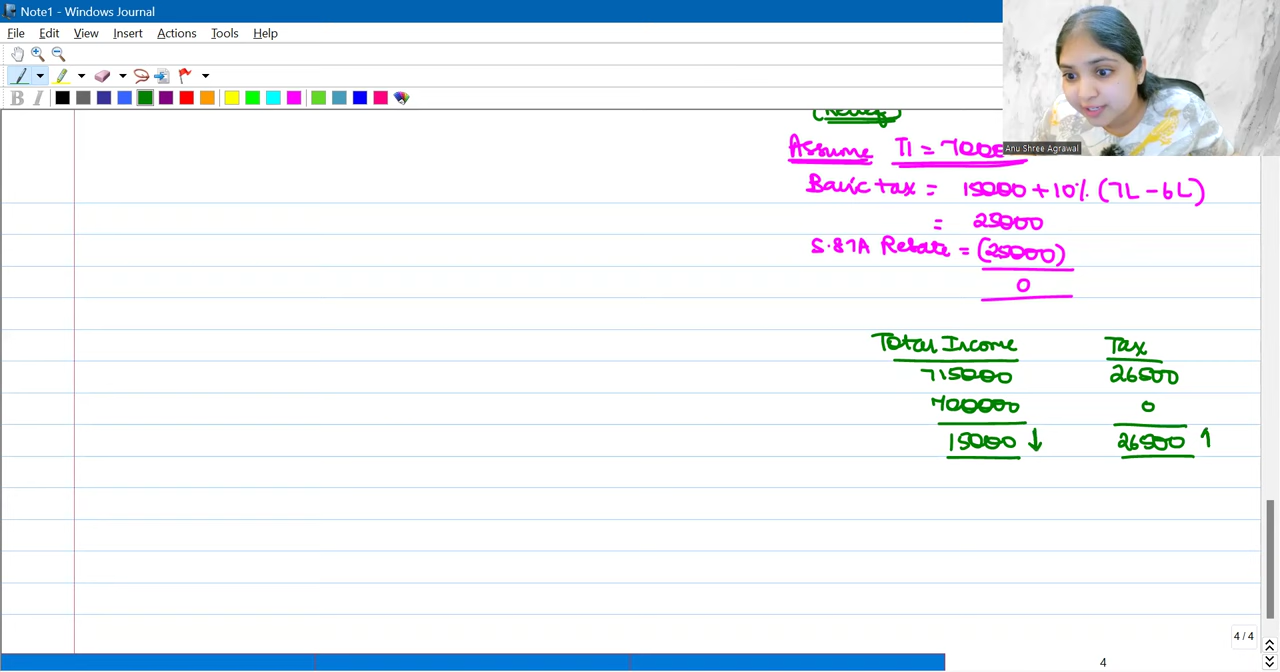 Note1 - Windows Journal
File Edit View Insert Actions Tools Help
B I
Anu Shree Agrawal
(Relief)
Assume TI = 70000
Basic tax = 15000 + 10% (7L - 6L)
= 25000
S.87A Rebate = (25000)
0
Total Income Tax
715000 26500
700000 0
15000 ↓ 26500 ↑
4 / 4
4